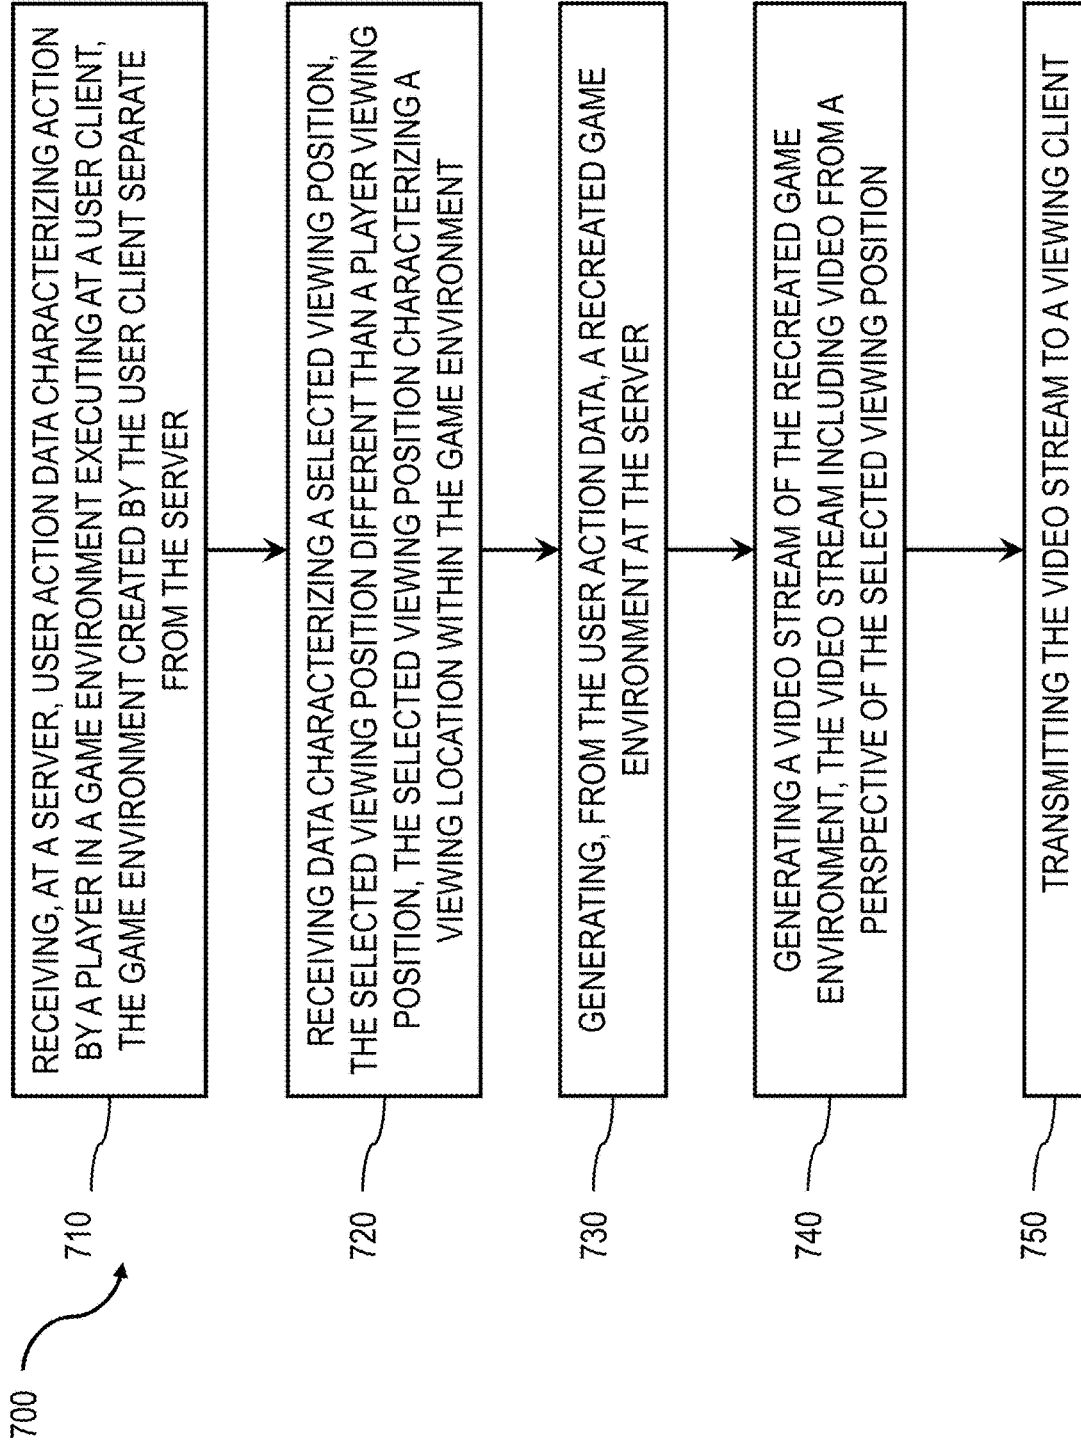 700
710
RECEIVING, AT A SERVER, USER ACTION DATA CHARACTERIZING ACTION
BY A PLAYER IN A GAME ENVIRONMENT EXECUTING AT A USER CLIENT,
THE GAME ENVIRONMENT CREATED BY THE USER CLIENT SEPARATE
FROM THE SERVER
720
RECEIVING DATA CHARACTERIZING A SELECTED VIEWING POSITION,
THE SELECTED VIEWING POSITION DIFFERENT THAN A PLAYER VIEWING
POSITION, THE SELECTED VIEWING POSITION CHARACTERIZING A
VIEWING LOCATION WITHIN THE GAME ENVIRONMENT
730
GENERATING, FROM THE USER ACTION DATA, A RECREATED GAME
ENVIRONMENT AT THE SERVER
740
GENERATING A VIDEO STREAM OF THE RECREATED GAME
ENVIRONMENT, THE VIDEO STREAM INCLUDING VIDEO FROM A
PERSPECTIVE OF THE SELECTED VIEWING POSITION
750
TRANSMITTING THE VIDEO STREAM TO A VIEWING CLIENT